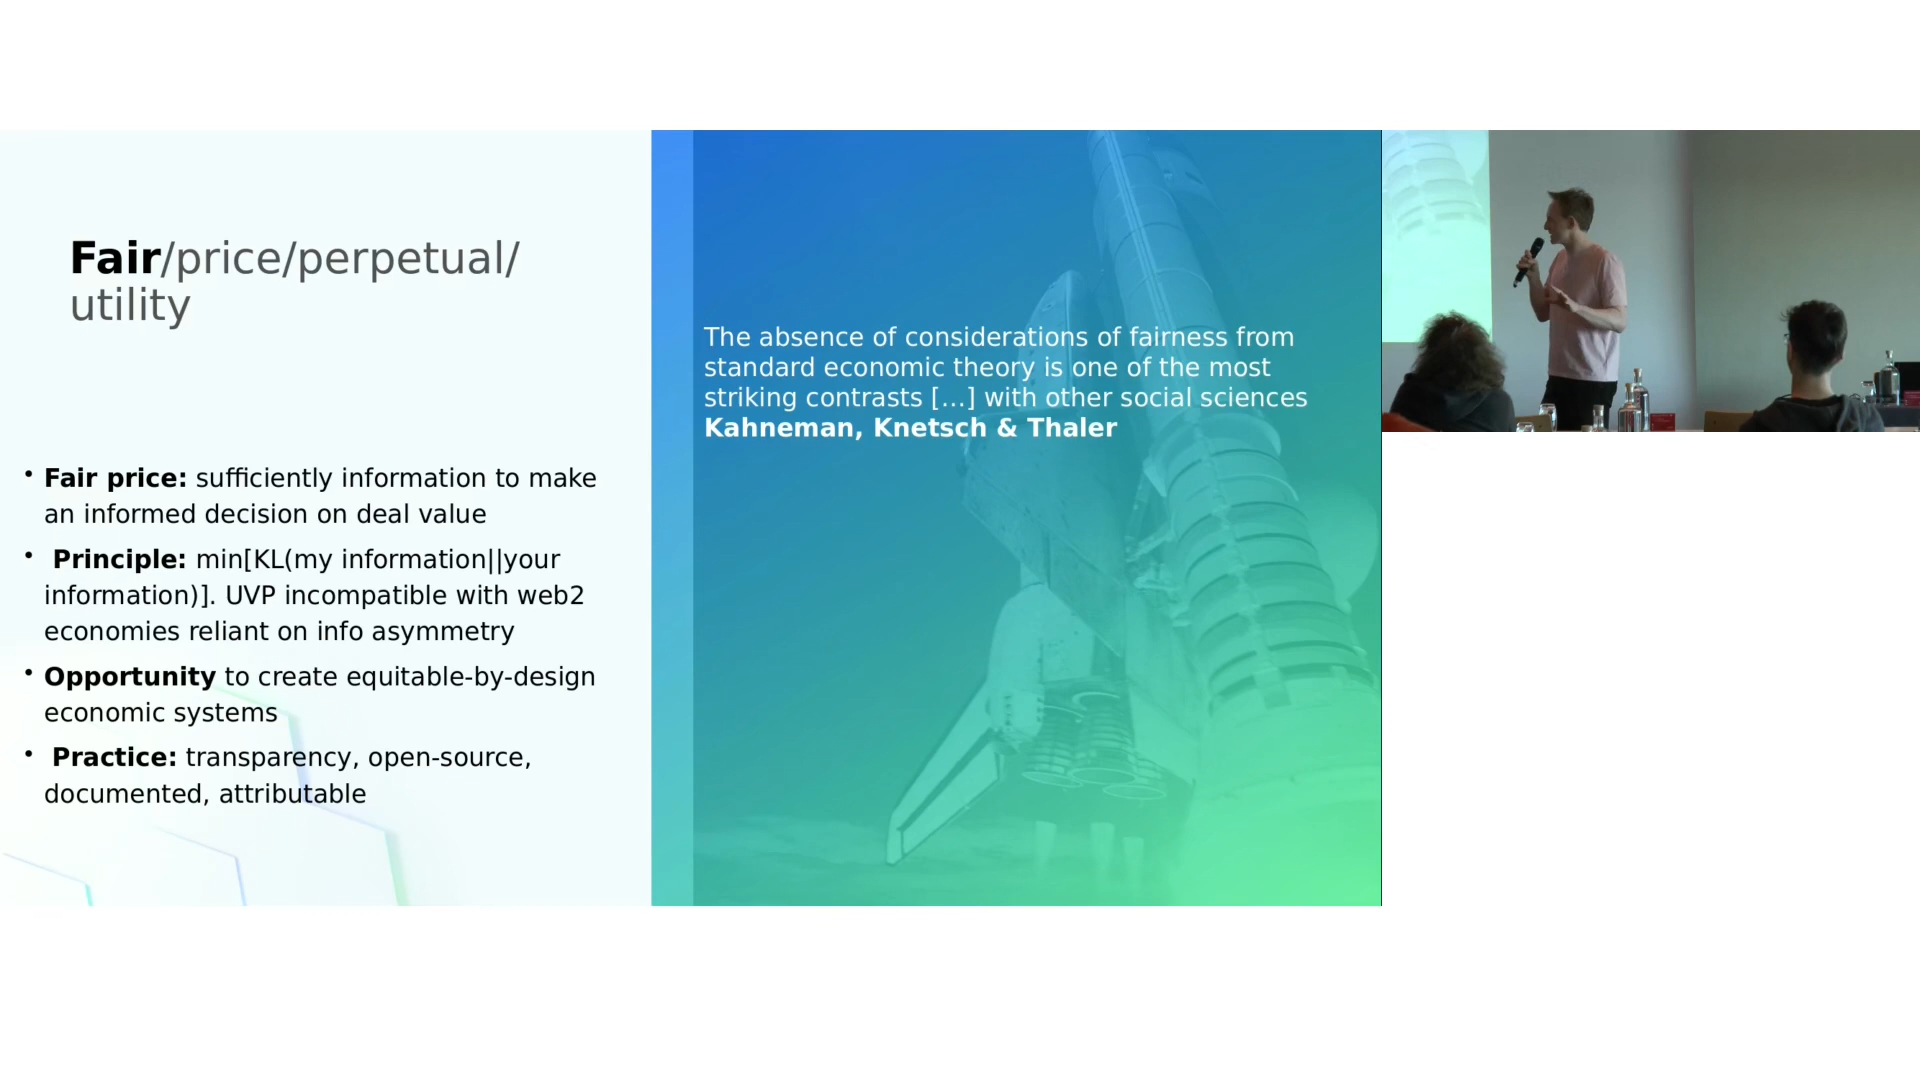 Fair/price/perpetual/
utility
• Fair price: sufficiently information to make
an informed decision on deal value
• Principle: min[KL(my information||your
information)]. UVP incompatible with web2
economies reliant on info asymmetry
• Opportunity to create equitable-by-design
economic systems
• Practice: transparency, open-source,
documented, attributable
The absence of considerations of fairness from
standard economic theory is one of the most
striking contrasts […] with other social sciences
Kahneman, Knetsch & Thaler